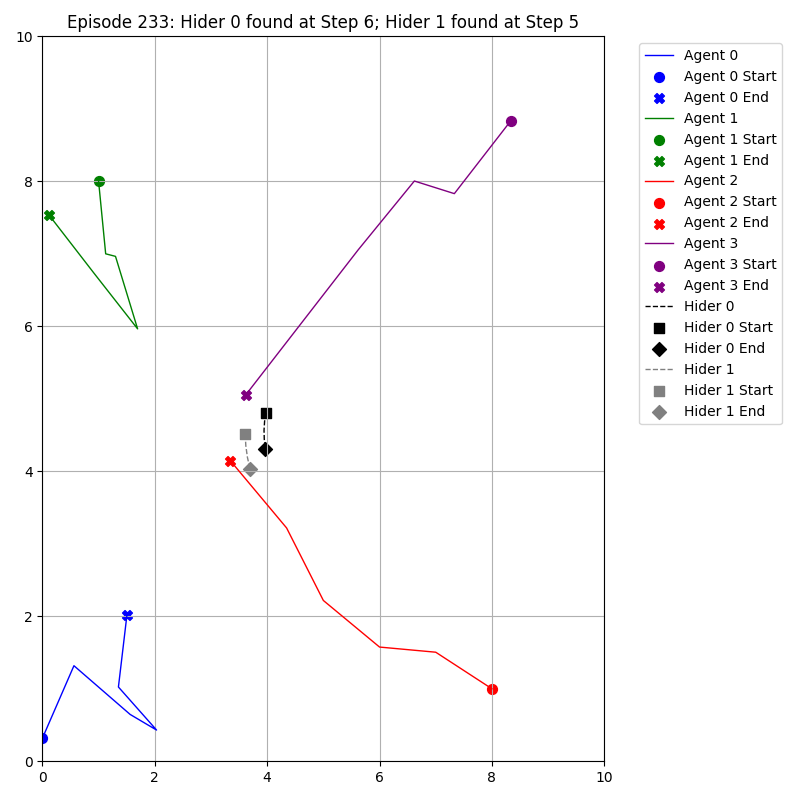 Episode 233: Hider 0 found at Step 6; Hider 1 found at Step 5
10
8
6
4
2
0
0 2 4 6 8 10
Agent 0
Agent 0 Start
Agent 0 End
Agent 1
Agent 1 Start
Agent 1 End
Agent 2
Agent 2 Start
Agent 2 End
Agent 3
Agent 3 Start
Agent 3 End
Hider 0
Hider 0 Start
Hider 0 End
Hider 1
Hider 1 Start
Hider 1 End